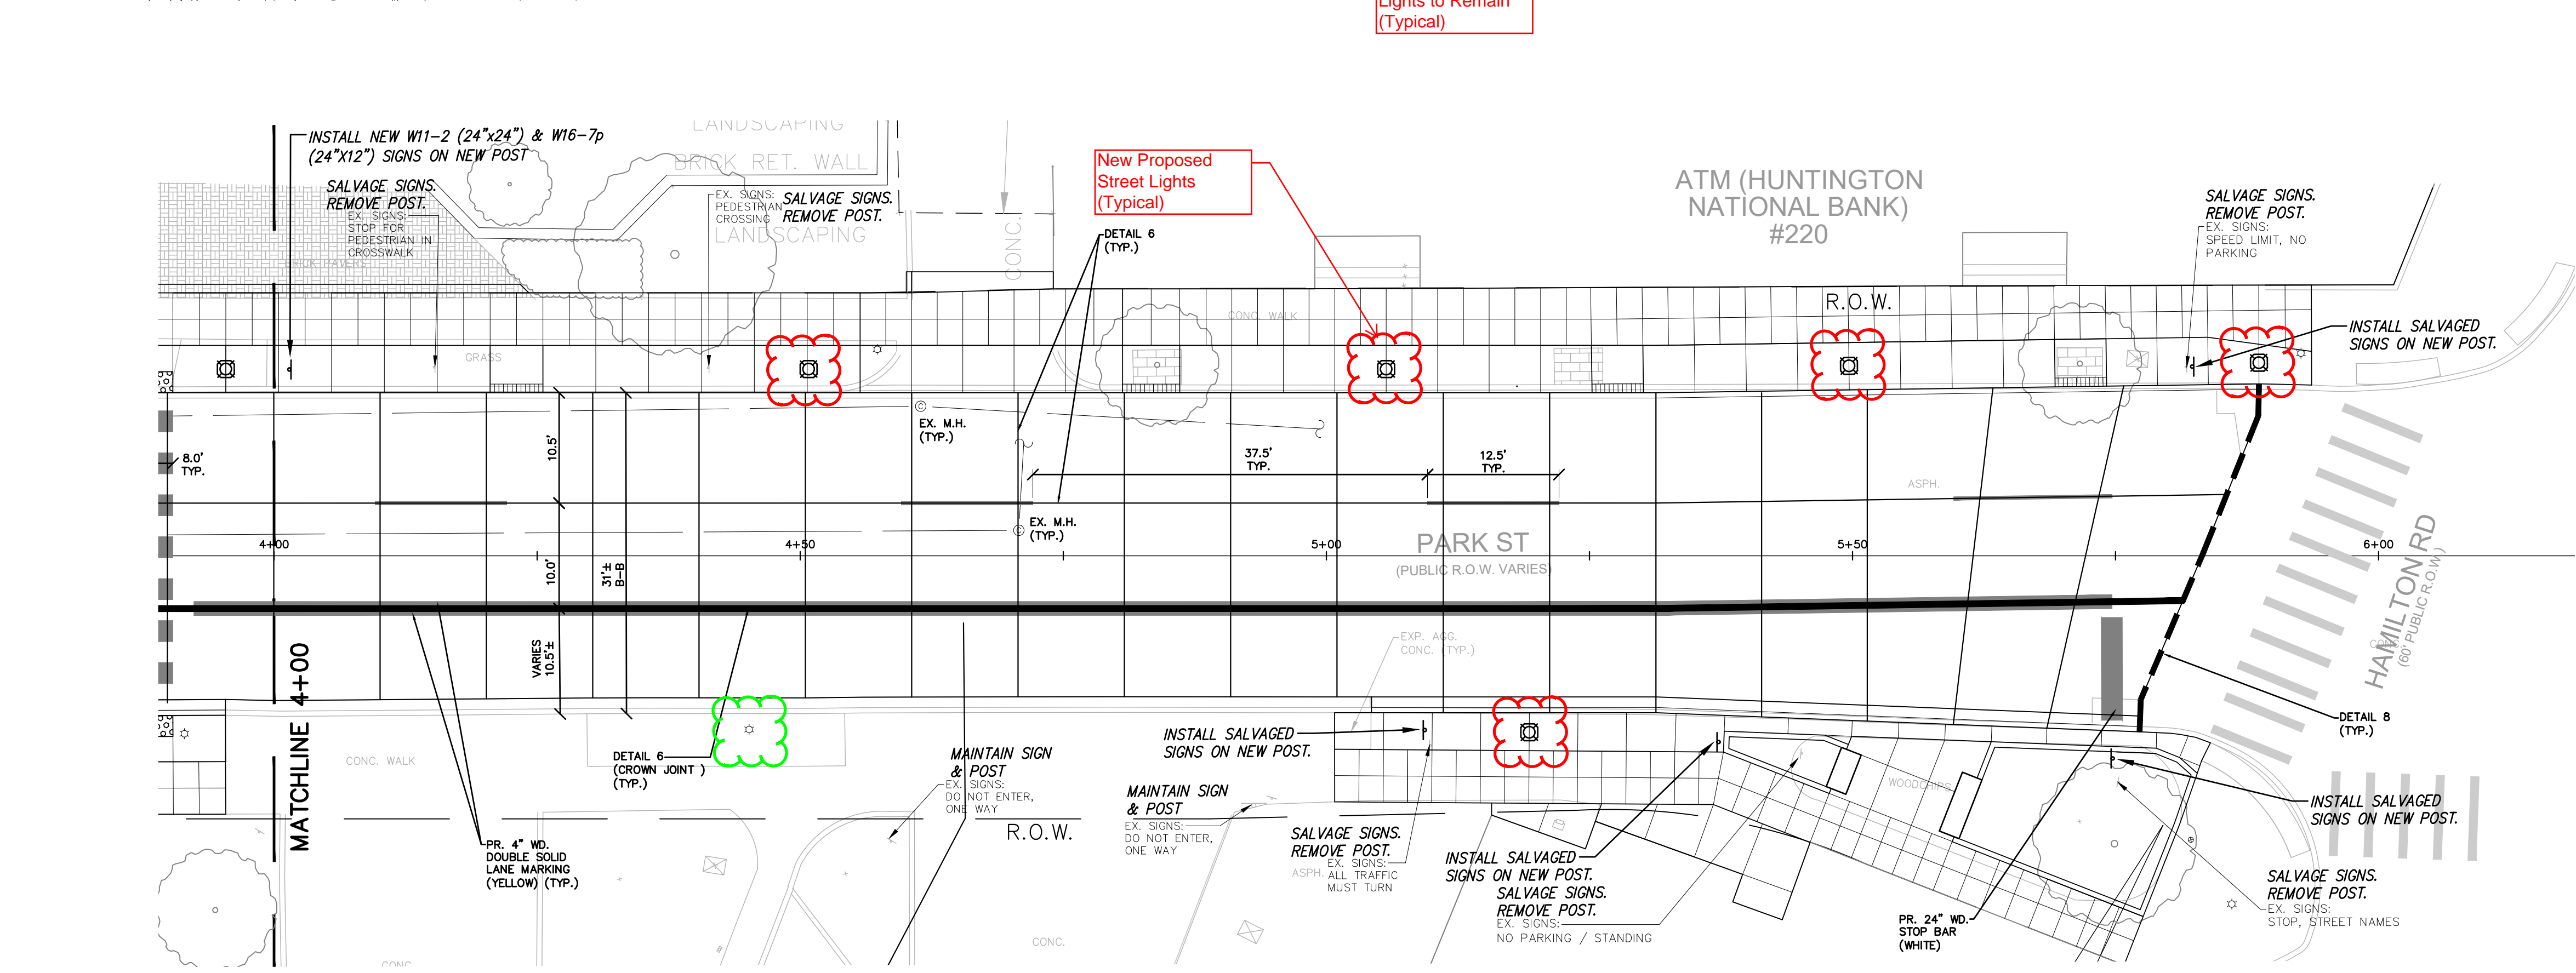 Lights to Remain
(Typical)
INSTALL NEW W11-2 (24"x24") & W16-7p
(24"X12") SIGNS ON NEW POST
SALVAGE SIGNS.
REMOVE POST.
EX. SIGNS:
STOP FOR
PEDESTRIAN IN
CROSSWALK
BRICK PAVERS
LANDSCAPING
BRICK RET. WALL
EX. SIGNS:
PEDESTRIAN
CROSSING
SALVAGE SIGNS.
REMOVE POST.
LANDSCAPING
CONC.
New Proposed
Street Lights
(Typical)
DETAIL 6
(TYP.)
ATM (HUNTINGTON
NATIONAL BANK)
#220
SALVAGE SIGNS.
REMOVE POST.
EX. SIGNS:
SPEED LIMIT, NO
PARKING
R.O.W.
CONC. WALK
GRASS
INSTALL SALVAGED
SIGNS ON NEW POST.
EX. M.H.
(TYP.)
8.0'
TYP.
10.5'
37.5'
TYP.
12.5'
TYP.
ASPH.
EX. M.H.
(TYP.)
4+00
4+50
5+00
5+50
6+00
PARK ST
(PUBLIC R.O.W. VARIES)
HAMILTON RD
(60' PUBLIC R.O.W.)
10.0'
31'±
B-B
VARIES
10.5'±
MATCHLINE 4+00
EXP. AGG.
CONC. (TYP.)
DETAIL 8
(TYP.)
CONC. WALK
DETAIL 6
(CROWN JOINT )
(TYP.)
MAINTAIN SIGN
& POST
EX. SIGNS:
DO NOT ENTER,
ONE WAY
INSTALL SALVAGED
SIGNS ON NEW POST.
MAINTAIN SIGN
& POST
EX. SIGNS:
DO NOT ENTER,
ONE WAY
R.O.W.
WOODCHIPS
INSTALL SALVAGED
SIGNS ON NEW POST.
PR. 4" WD.
DOUBLE SOLID
LANE MARKING
(YELLOW) (TYP.)
SALVAGE SIGNS.
REMOVE POST.
EX. SIGNS:
ALL TRAFFIC
MUST TURN
ASPH.
INSTALL SALVAGED
SIGNS ON NEW POST.
SALVAGE SIGNS.
REMOVE POST.
EX. SIGNS:
NO PARKING / STANDING
SALVAGE SIGNS.
REMOVE POST.
EX. SIGNS:
STOP, STREET NAMES
PR. 24" WD.
STOP BAR
(WHITE)
CONC.
CONC.